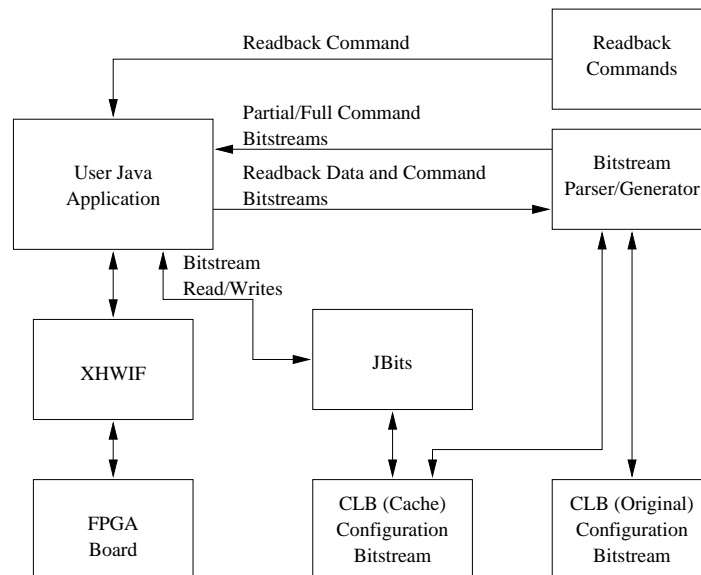 Readback Command
Readback
Commands
Partial/Full Command
Bitstreams
User Java
Application
Readback Data and Command
Bitstreams
Bitstream
Parser/Generator
Bitstream
Read/Writes
XHWIF
JBits
FPGA
Board
CLB (Cache)
Configuration
Bitstream
CLB (Original)
Configuration
Bitstream